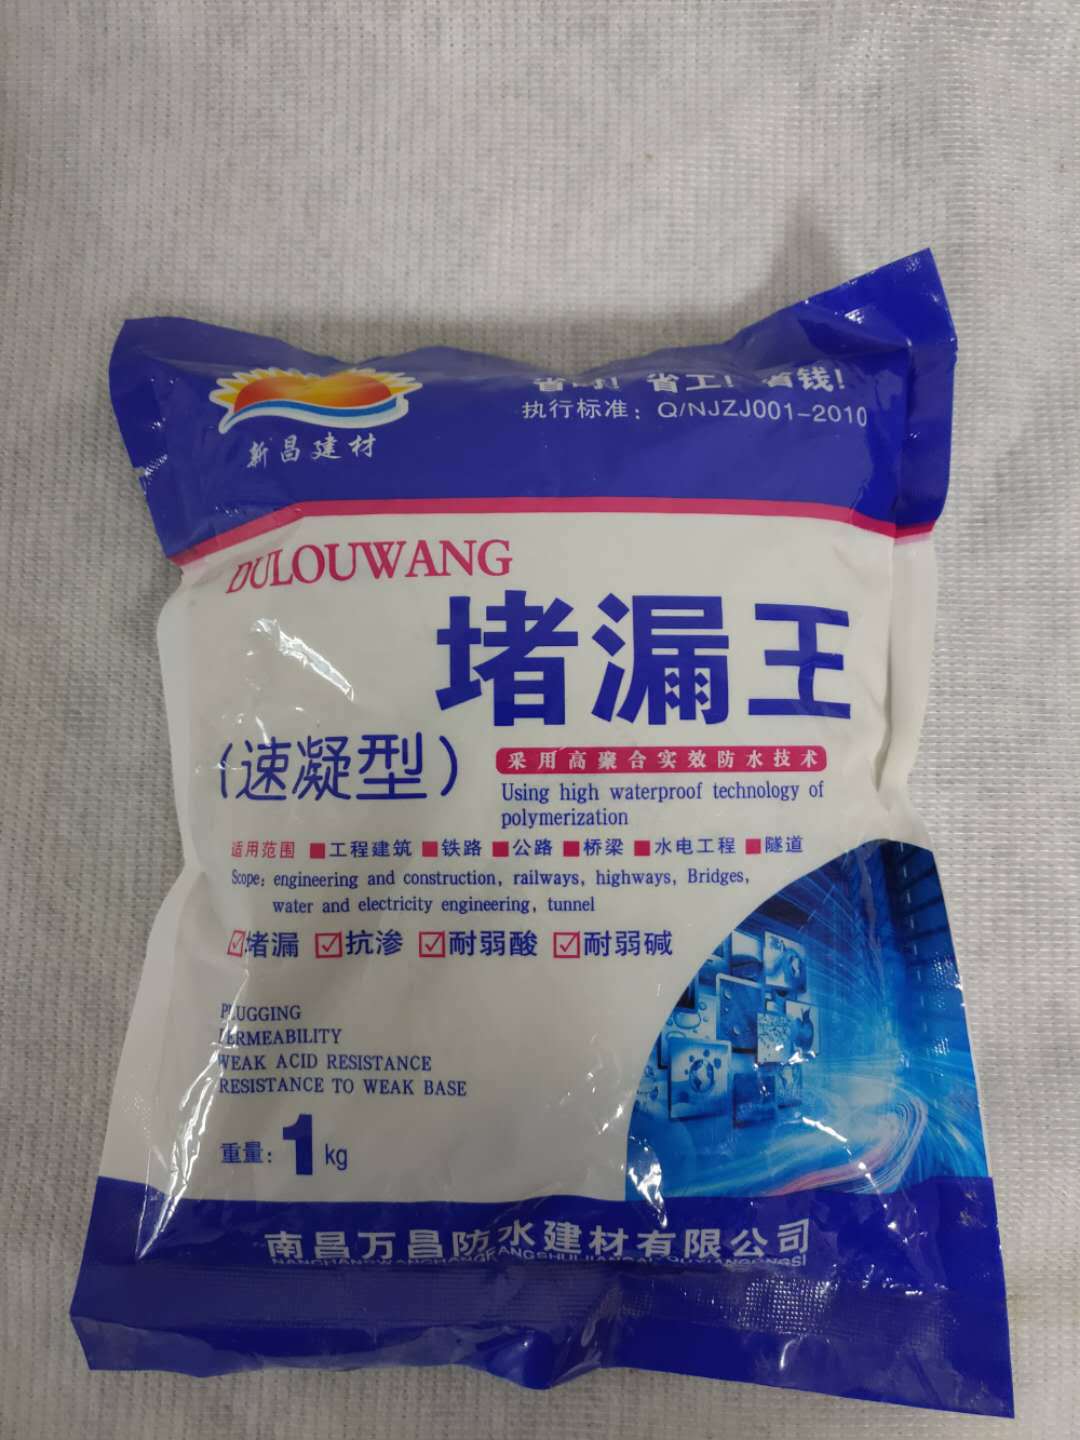 省时！省工！省钱！
执行标准：Q/NJZJ001-2010
新昌建材
DULOUWANG
堵漏王
（速凝型）
采用高聚合实效防水技术
Using high waterproof technology of
polymerization
适用范围 ■工程建筑 ■铁路 ■公路 ■桥梁 ■水电工程 ■隧道
Scope: engineering and construction, railways, highways, Bridges,
water and electricity engineering, tunnel
☑堵漏 ☑抗渗 ☑耐弱酸 ☑耐弱碱
PLUGGING
PERMEABILITY
WEAK ACID RESISTANCE
RESISTANCE TO WEAK BASE
重量：1kg
南昌万昌防水建材有限公司